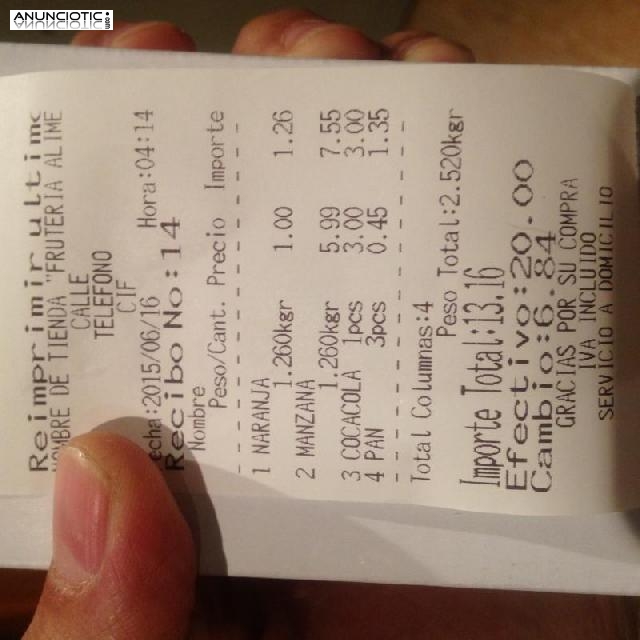 ANUNCIOTIC
Reimprimir ultimo
NOMBRE DE TIENDA "FRUTERIA ALIME
CALLE
TELEFONO
CIF
echa:2015/06/16 Hora:04:14
Recibo No:14
Nombre
Peso/Cant. Precio Importe
1 NARANJA
1.260kgr 1.00 1.26
2 MANZANA
1.260kgr 5.99 7.55
3 COCACOLA 1pcs 3.00 3.00
4 PAN 3pcs 0.45 1.35
Total Columnas:4
Peso Total:2.520kgr
Importe Total:13.16
Efectivo:20.00
Cambio:6.84
GRACIAS POR SU COMPRA
IVA INCLUIDO
SERVICIO A DOMICILIO